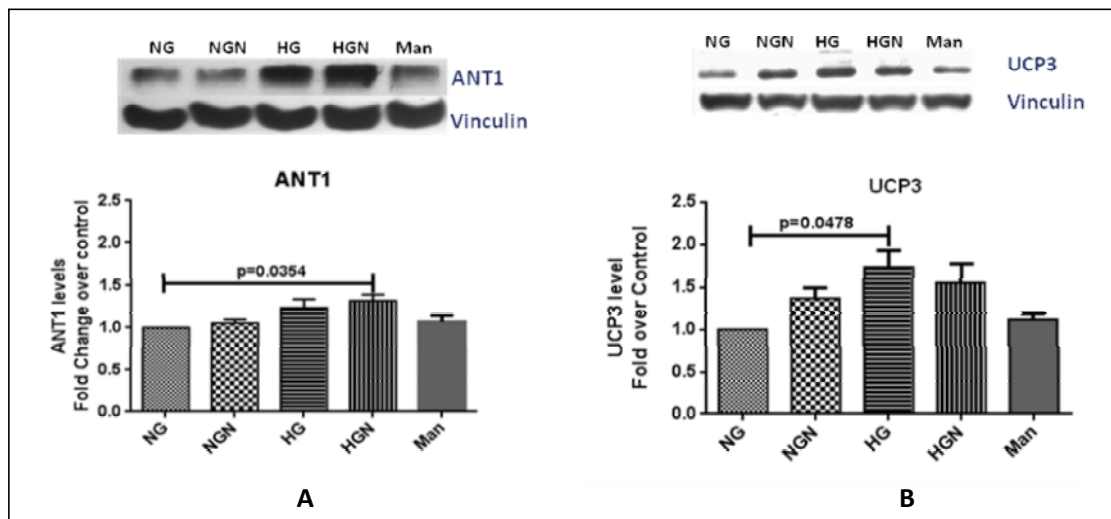 NG NGN HG HGN Man
ANT1
Vinculin
ANT1
2.5
2.0
1.5
1.0
0.5
0.0
ANT1 levels
Fold Change over control
p=0.0354
NG NGN HG HGN Man
A
NG NGN HG HGN Man
UCP3
Vinculin
UCP3
2.5
2.0
1.5
1.0
0.5
0.0
UCP3 level
Fold over Control
p=0.0478
NG NGN HG HGN Man
B